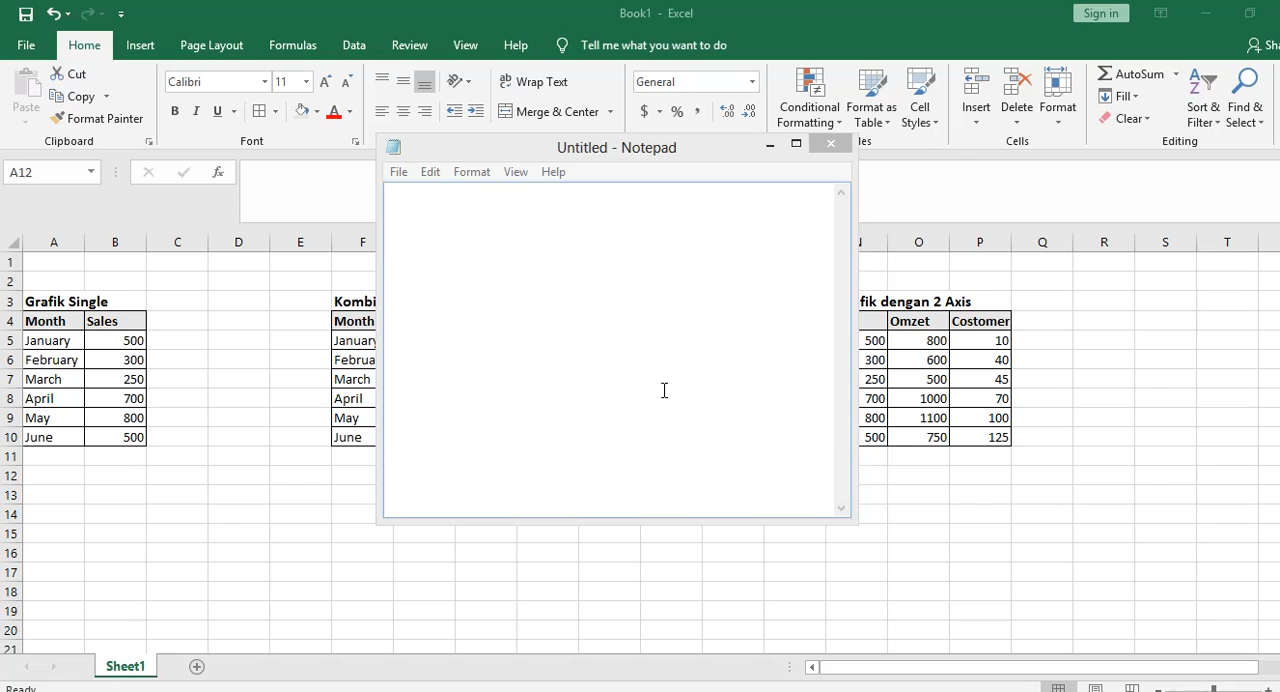 Book1 - Excel
Sign in
File Home Insert Page Layout Formulas Data Review View Help Tell me what you want to do
Paste
Cut
Copy
Format Painter
Clipboard
Calibri 11
B I U A
Font
Wrap Text
Merge & Center
General
$ % ,
Conditional Formatting
Format as Table
Cell Styles
Insert Delete Format
Cells
AutoSum
Fill
Clear
Sort & Filter
Find & Select
Editing
Untitled - Notepad
File Edit Format View Help
A12
fx
A B C D E F O P Q R S T
1
2
3 Grafik Single
4 Month Sales Month Omzet Costomer
5 January 500 500 800 10
6 February 300 300 600 40
7 March 250 March 250 500 45
8 April 700 April 700 1000 70
9 May 800 May 800 1100 100
10 June 500 June 500 750 125
11
12
13
14
15
16
17
18
19
20
21
dengan 2 Axis
Sheet1
Ready